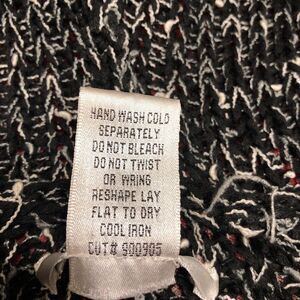 HAND WASH COLD
SEPARATELY
DO NOT BLEACH
DO NOT TWIST
OR WRING
RESHAPE LAY
FLAT TO DRY
COOL IRON
CUT# 900905